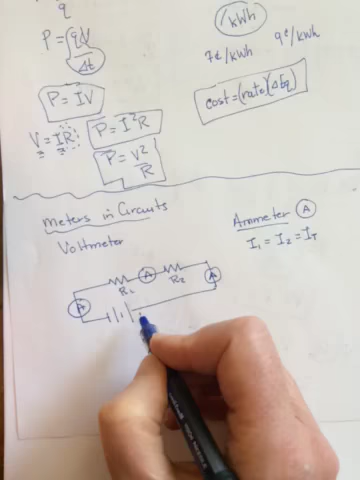 q
P = qV
Δt
P = IV
V = IR
P = I²R
P = V²
R
/kWh
7¢/kWh 9¢/kWh
cost = (rate)(ΔEq)
Meters in Circuits
Voltmeter
Ammeter A
I₁ = I₂ = I_T
A
A
A
R₁
R₂